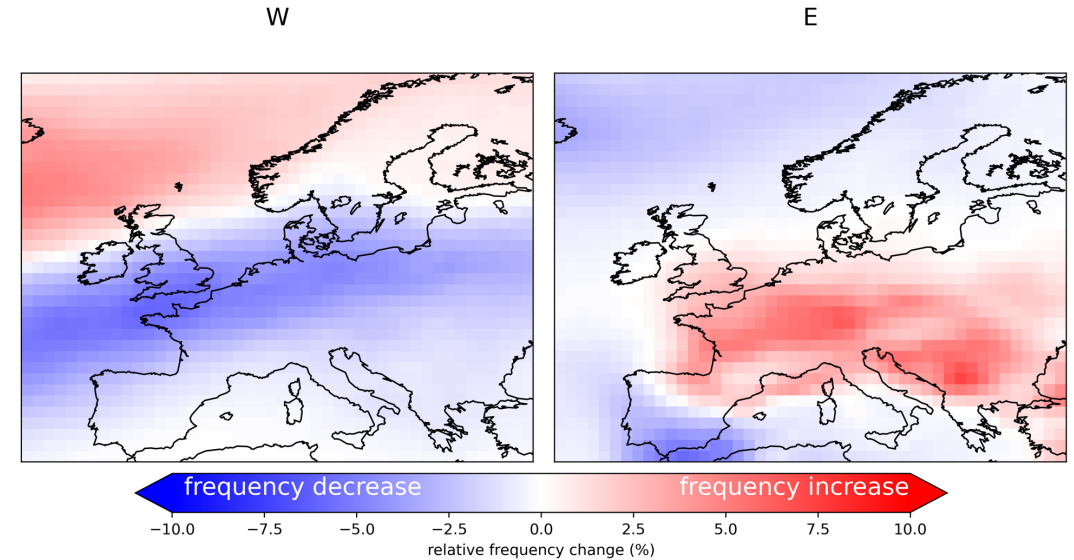 W
E
frequency decrease
frequency increase
−10.0
−7.5
−5.0
−2.5
0.0
2.5
5.0
7.5
10.0
relative frequency change (%)